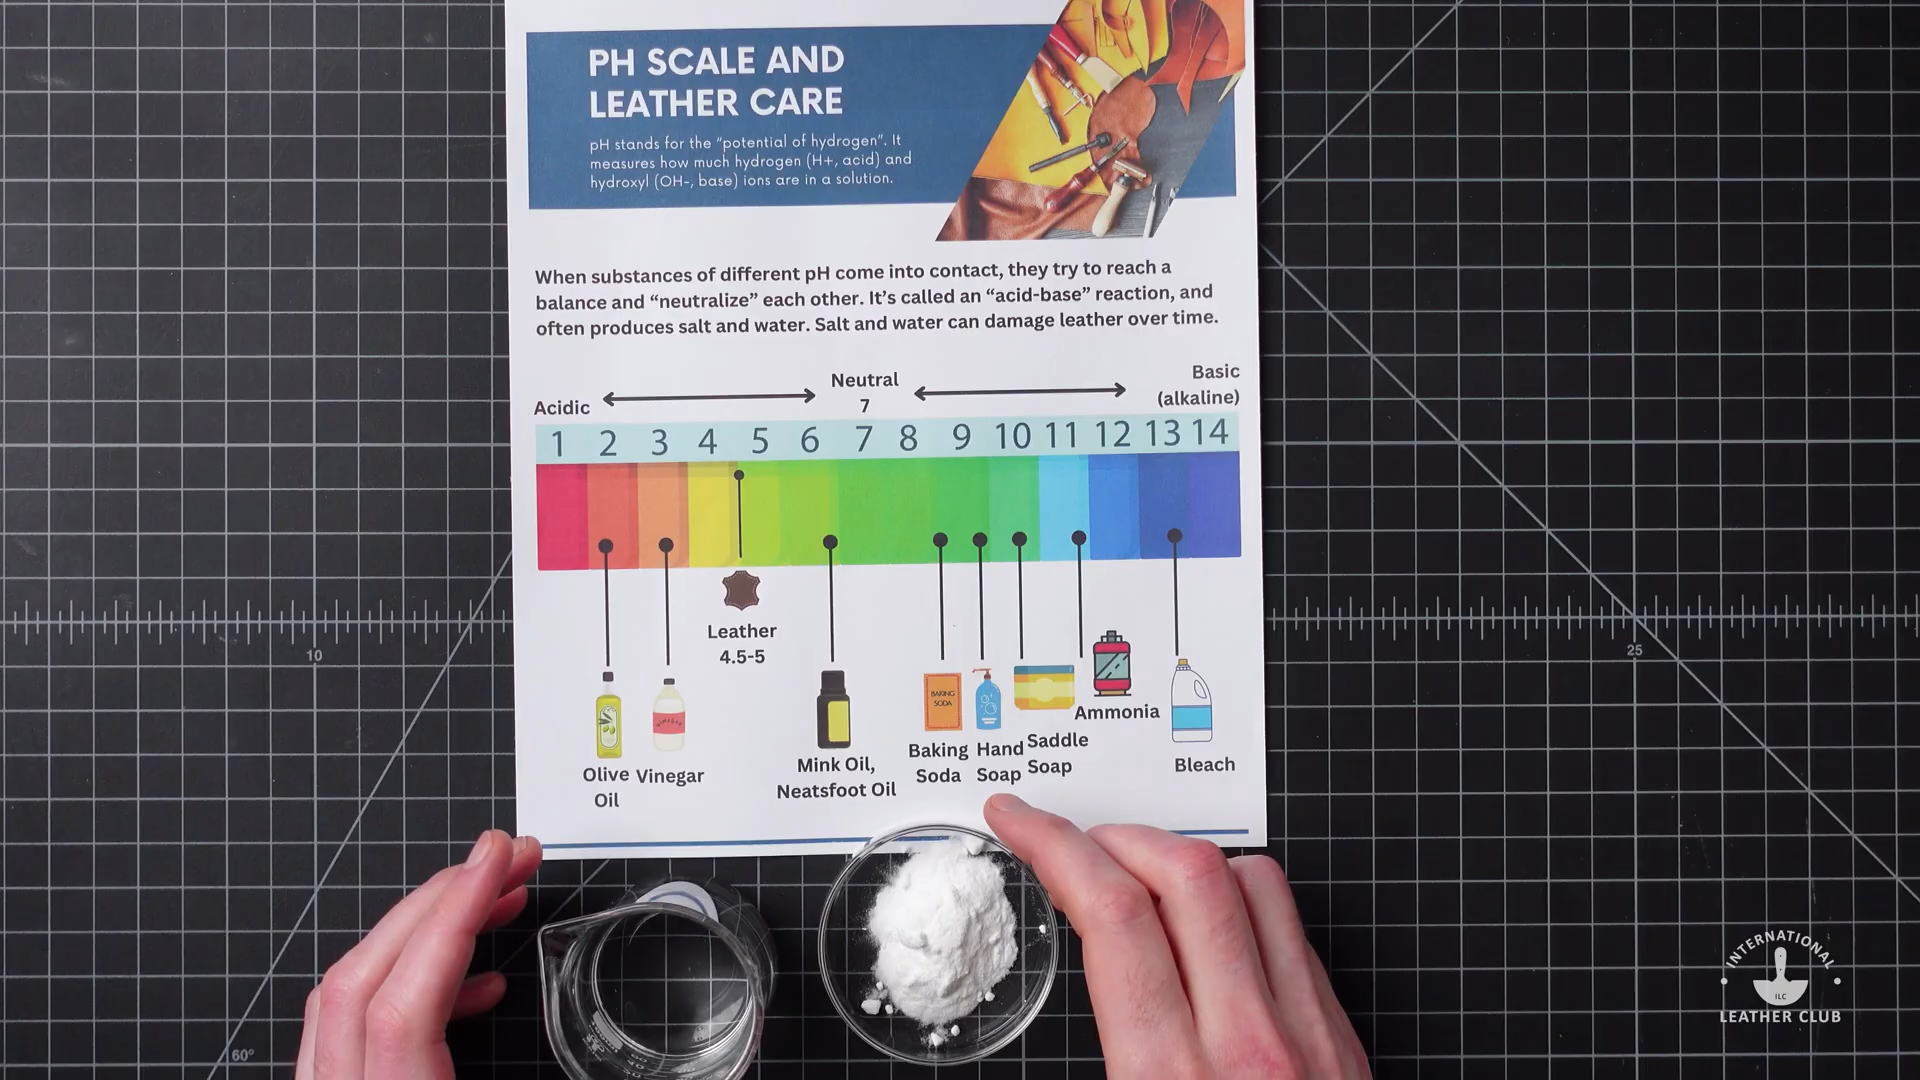 PH SCALE AND
LEATHER CARE
pH stands for the “potential of hydrogen”. It
measures how much hydrogen (H+, acid) and
hydroxyl (OH-, base) ions are in a solution.
When substances of different pH come into contact, they try to reach a
balance and “neutralize” each other. It’s called an “acid-base” reaction, and
often produces salt and water. Salt and water can damage leather over time.
Acidic
Neutral
7
Basic
(alkaline)
1 2 3 4 5 6 7 8 9 10 11 12 13 14
Leather
4.5-5
10
25
VINEGAR
BAKING
SODA
Olive
Oil
Vinegar
Mink Oil,
Neatsfoot Oil
Baking
Soda
Hand
Soap
Saddle
Soap
Ammonia
Bleach
60°
INTERNATIONAL
ILC
LEATHER CLUB